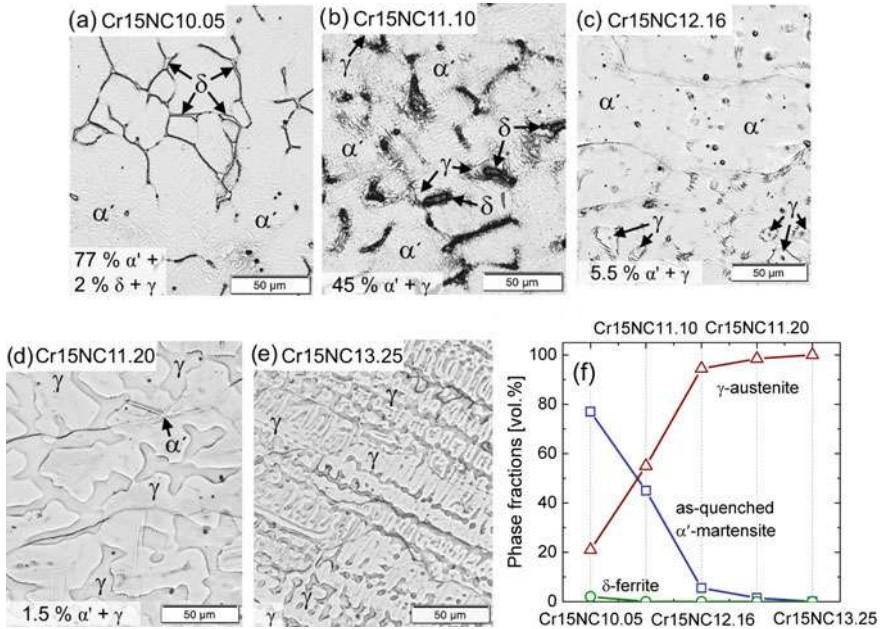 (a) Cr15NC10.05
δ
α´
α´
77 % α' +
2 % δ + γ
50 µm
(b) Cr15NC11.10
γ
α´
δ
α´
γ
δ
α´
45 % α' + γ
50 µm
(c) Cr15NC12.16
α´
α´
γ
γ
5.5 % α' + γ
50 µm
(d) Cr15NC11.20
γ
γ
α´
γ
γ
1.5 % α' + γ
50 µm
(e) Cr15NC13.25
γ
γ
γ
γ
50 µm
Cr15NC11.10 Cr15NC11.20
(f)
100
80
60
40
20
0
Phase fractions [vol.%]
γ-austenite
as-quenched
α'-martensite
δ-ferrite
Cr15NC10.05 Cr15NC12.16 Cr15NC13.25